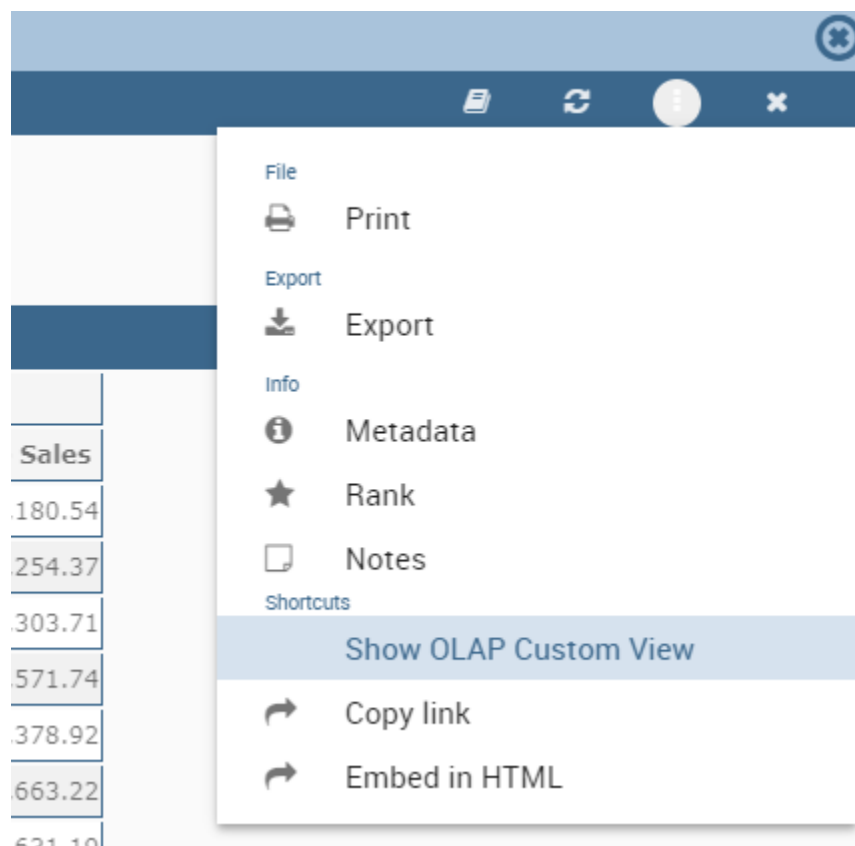 File
Print
Export
Export
Info
Metadata
Sales
Rank
.180.54
Notes
.254.37
Shortcuts
.303.71
Show OLAP Custom View
.571.74
Copy link
.378.92
Embed in HTML
.663.22